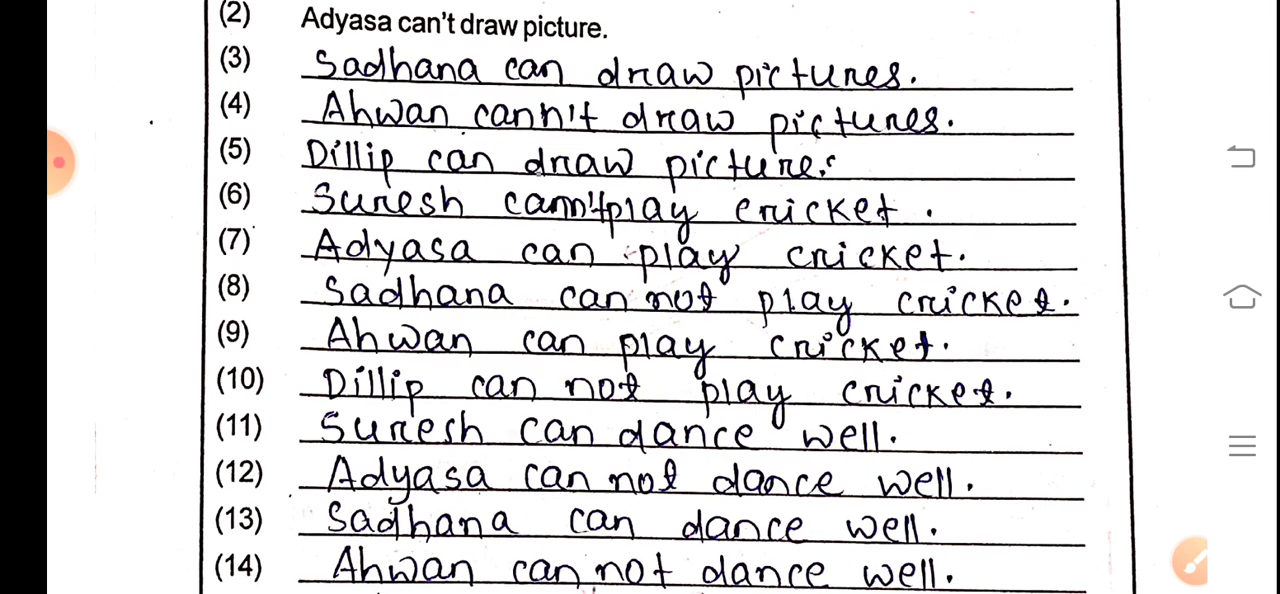 (2) Adyasa can't draw picture.
(3) Sadhana can draw pictures.
(4) Ahwan cann't draw pictures.
(5) Dillip can draw pictures
(6) Suresh cann't play cricket.
(7) Adyasa can play cricket.
(8) Sadhana can not play cricket.
(9) Ahwan can play cricket.
(10) Dillip can not play cricket.
(11) Suresh can dance well.
(12) Adyasa can not dance well.
(13) Sadhana can dance well.
(14) Ahwan can not dance well.